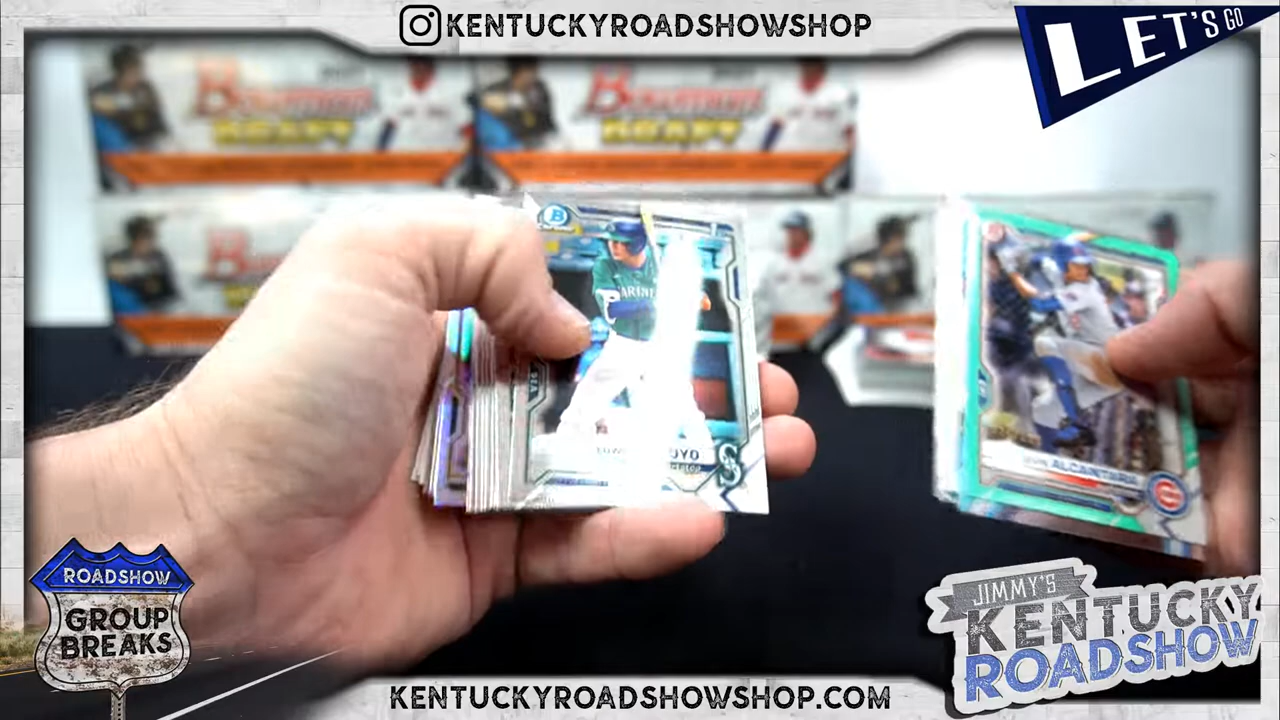 KENTUCKYROADSHOWSHOP
LET'S GO
Bowman
DRAFT
Bowman
DRAFT
B
ALCANTARA
ROADSHOW
GROUP
BREAKS
JIMMY'S
KENTUCKY
ROADSHOW
KENTUCKYROADSHOWSHOP.COM